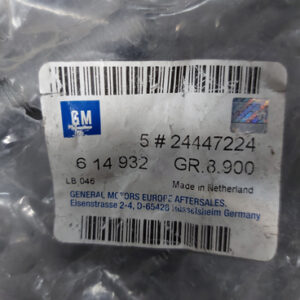 GM
5 # 24447224
6 14 932 GR.8.900
LB 046 Made in Netherland
GENERAL MOTORS EUROPE AFTERSALES
Eisenstrasse 2-4, D-65428 Rüsselsheim Germany